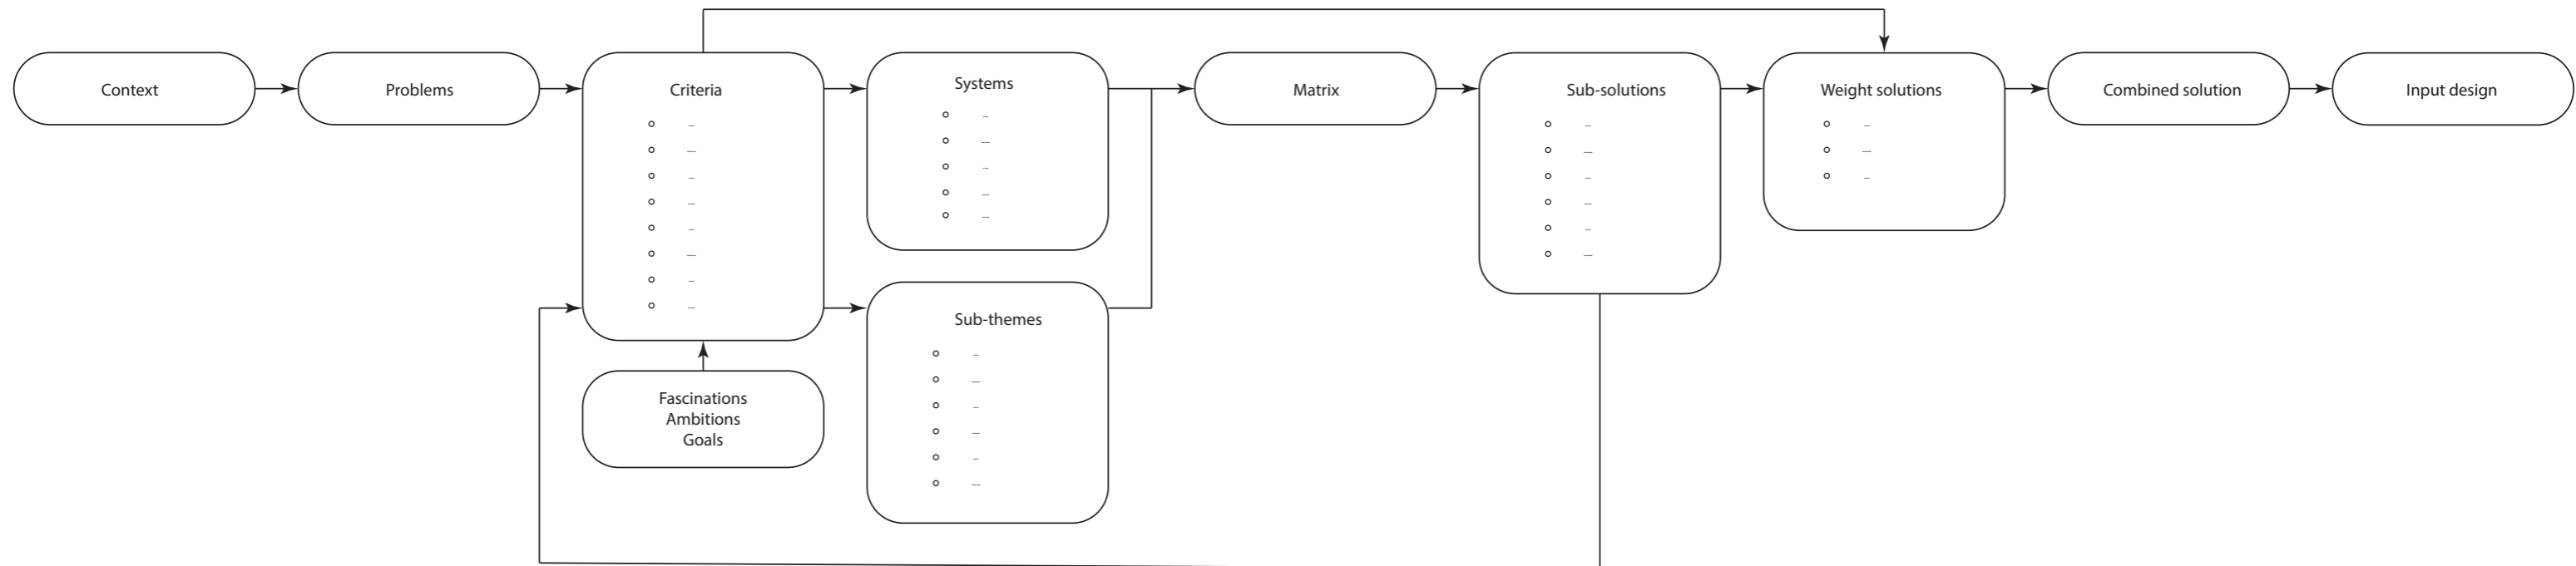 Context
Problems
Criteria
Systems
Matrix
Sub-solutions
Weight solutions
Combined solution
Input design
Sub-themes
Fascinations
Ambitions
Goals